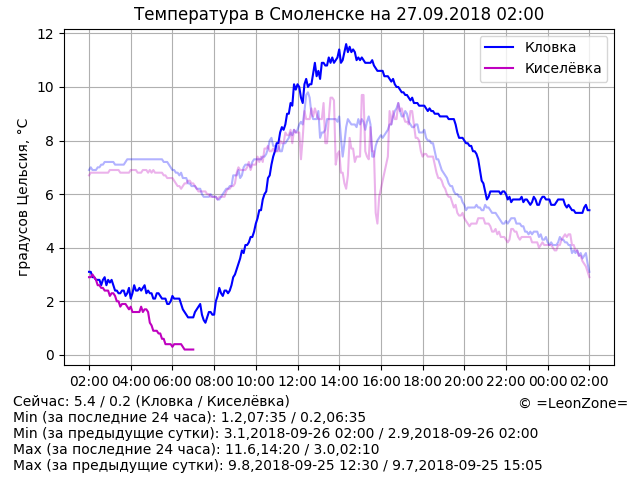 Температура в Смоленске на 27.09.2018 02:00
градусов Цельсия, °C
12
10
8
6
4
2
0
Кловка
Киселёвка
02:00 04:00 06:00 08:00 10:00 12:00 14:00 16:00 18:00 20:00 22:00 00:00 02:00
Сейчас: 5.4 / 0.2 (Кловка / Киселёвка)
© =LeonZone=
Min (за последние 24 часа): 1.2,07:35 / 0.2,06:35
Min (за предыдущие сутки): 3.1,2018-09-26 02:00 / 2.9,2018-09-26 02:00
Max (за последние 24 часа): 11.6,14:20 / 3.0,02:10
Max (за предыдущие сутки): 9.8,2018-09-25 12:30 / 9.7,2018-09-25 15:05